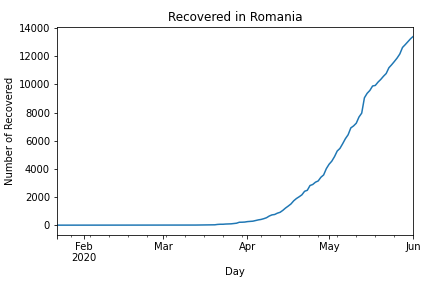 Recovered in Romania
14000
12000
10000
8000
6000
4000
2000
0
Number of Recovered
Feb
2020
Mar
Apr
May
Jun
Day